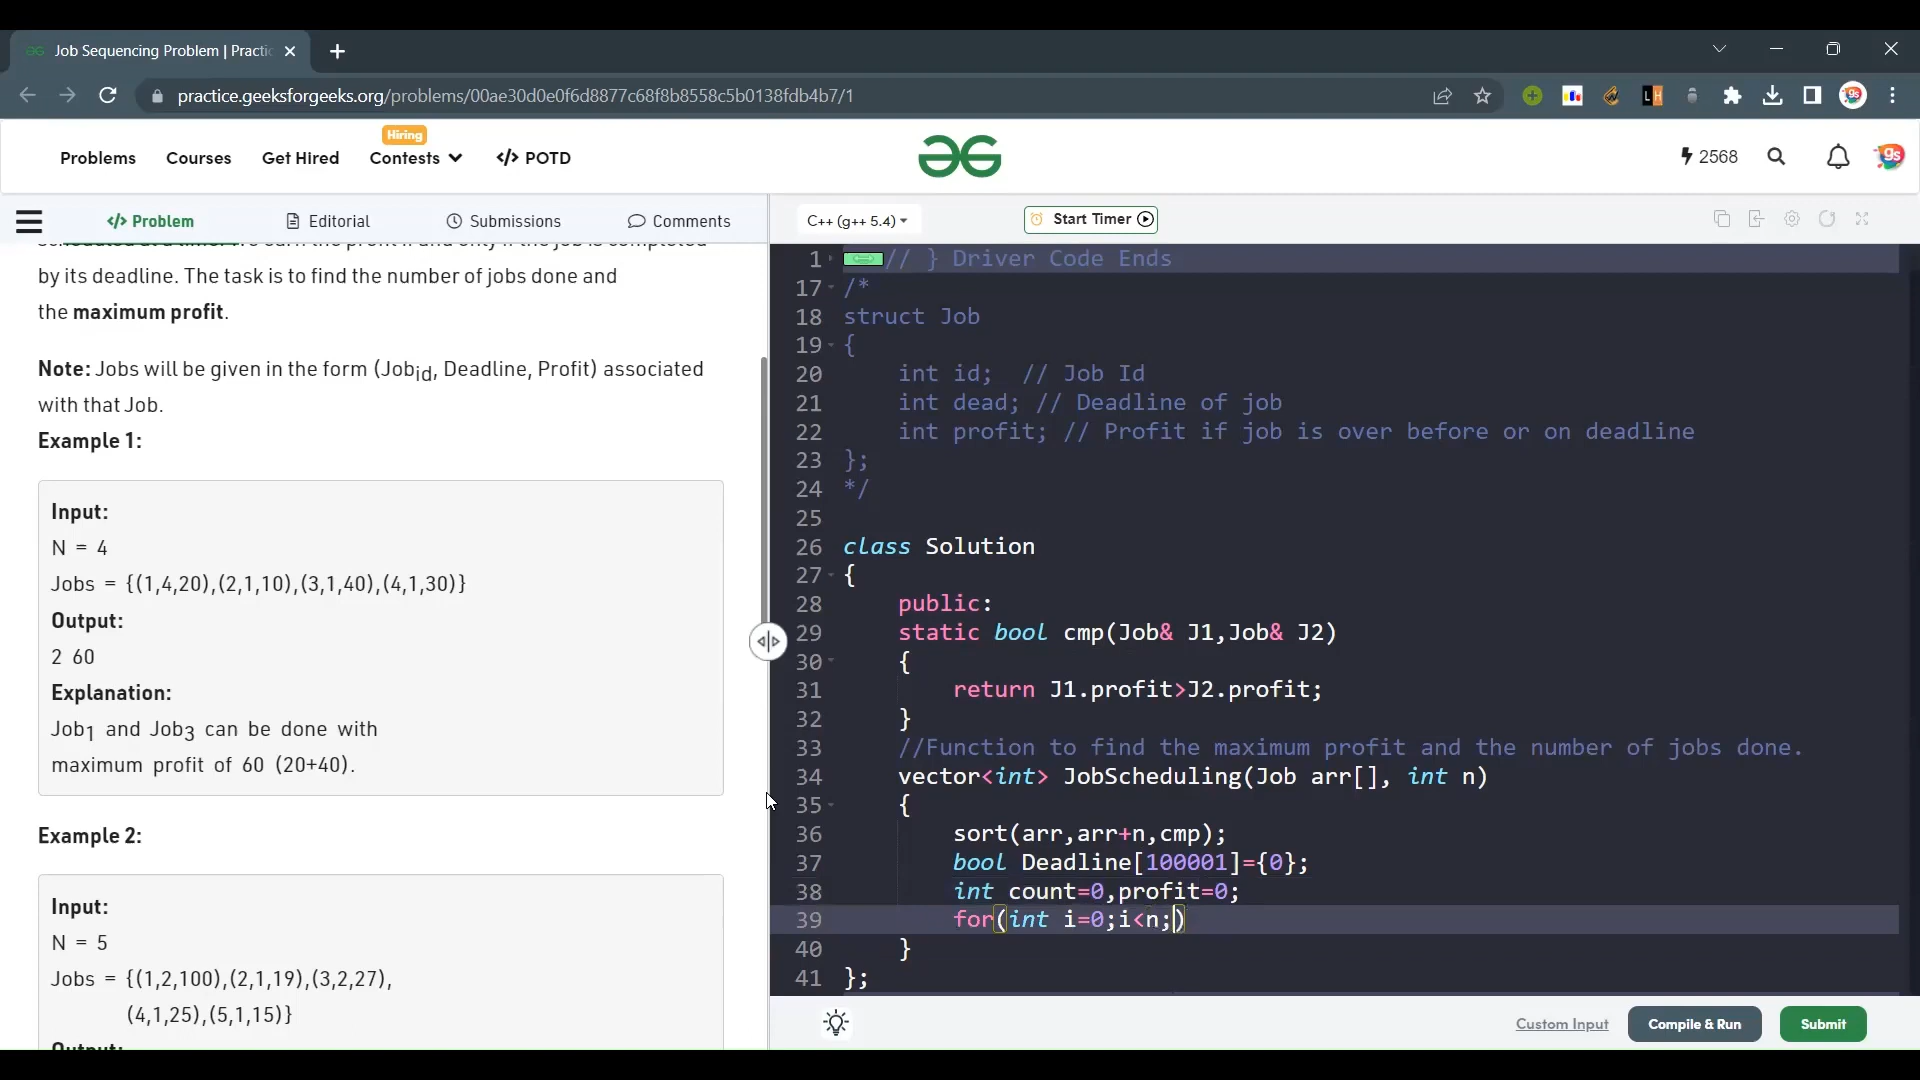 Job Sequencing Problem | Practic
practice.geeksforgeeks.org/problems/00ae30d0e0f6d8877c68f8b8558c5b0138fdb4b7/1
Hiring
Problems Courses Get Hired Contests </> POTD
2568
</> Problem Editorial Submissions Comments
C++ (g++ 5.4) Start Timer
by its deadline. The task is to find the number of jobs done and
the maximum profit.
Note: Jobs will be given in the form (Jobid, Deadline, Profit) associated
with that Job.
Example 1:
Input:
N = 4
Jobs = {(1,4,20),(2,1,10),(3,1,40),(4,1,30)}
Output:
2 60
Explanation:
Job1 and Job3 can be done with
maximum profit of 60 (20+40).
Example 2:
Input:
N = 5
Jobs = {(1,2,100),(2,1,19),(3,2,27),
(4,1,25),(5,1,15)}
Output:
1 // } Driver Code Ends
17 /*
18 struct Job
19 {
20 int id; // Job Id
21 int dead; // Deadline of job
22 int profit; // Profit if job is over before or on deadline
23 };
24 */
25
26 class Solution
27 {
28 public:
29 static bool cmp(Job& J1,Job& J2)
30 {
31 return J1.profit>J2.profit;
32 }
33 //Function to find the maximum profit and the number of jobs done.
34 vector<int> JobScheduling(Job arr[], int n)
35 {
36 sort(arr,arr+n,cmp);
37 bool Deadline[100001]={0};
38 int count=0,profit=0;
39 for(int i=0;i<n;)
40 }
41 };
Custom Input Compile & Run Submit